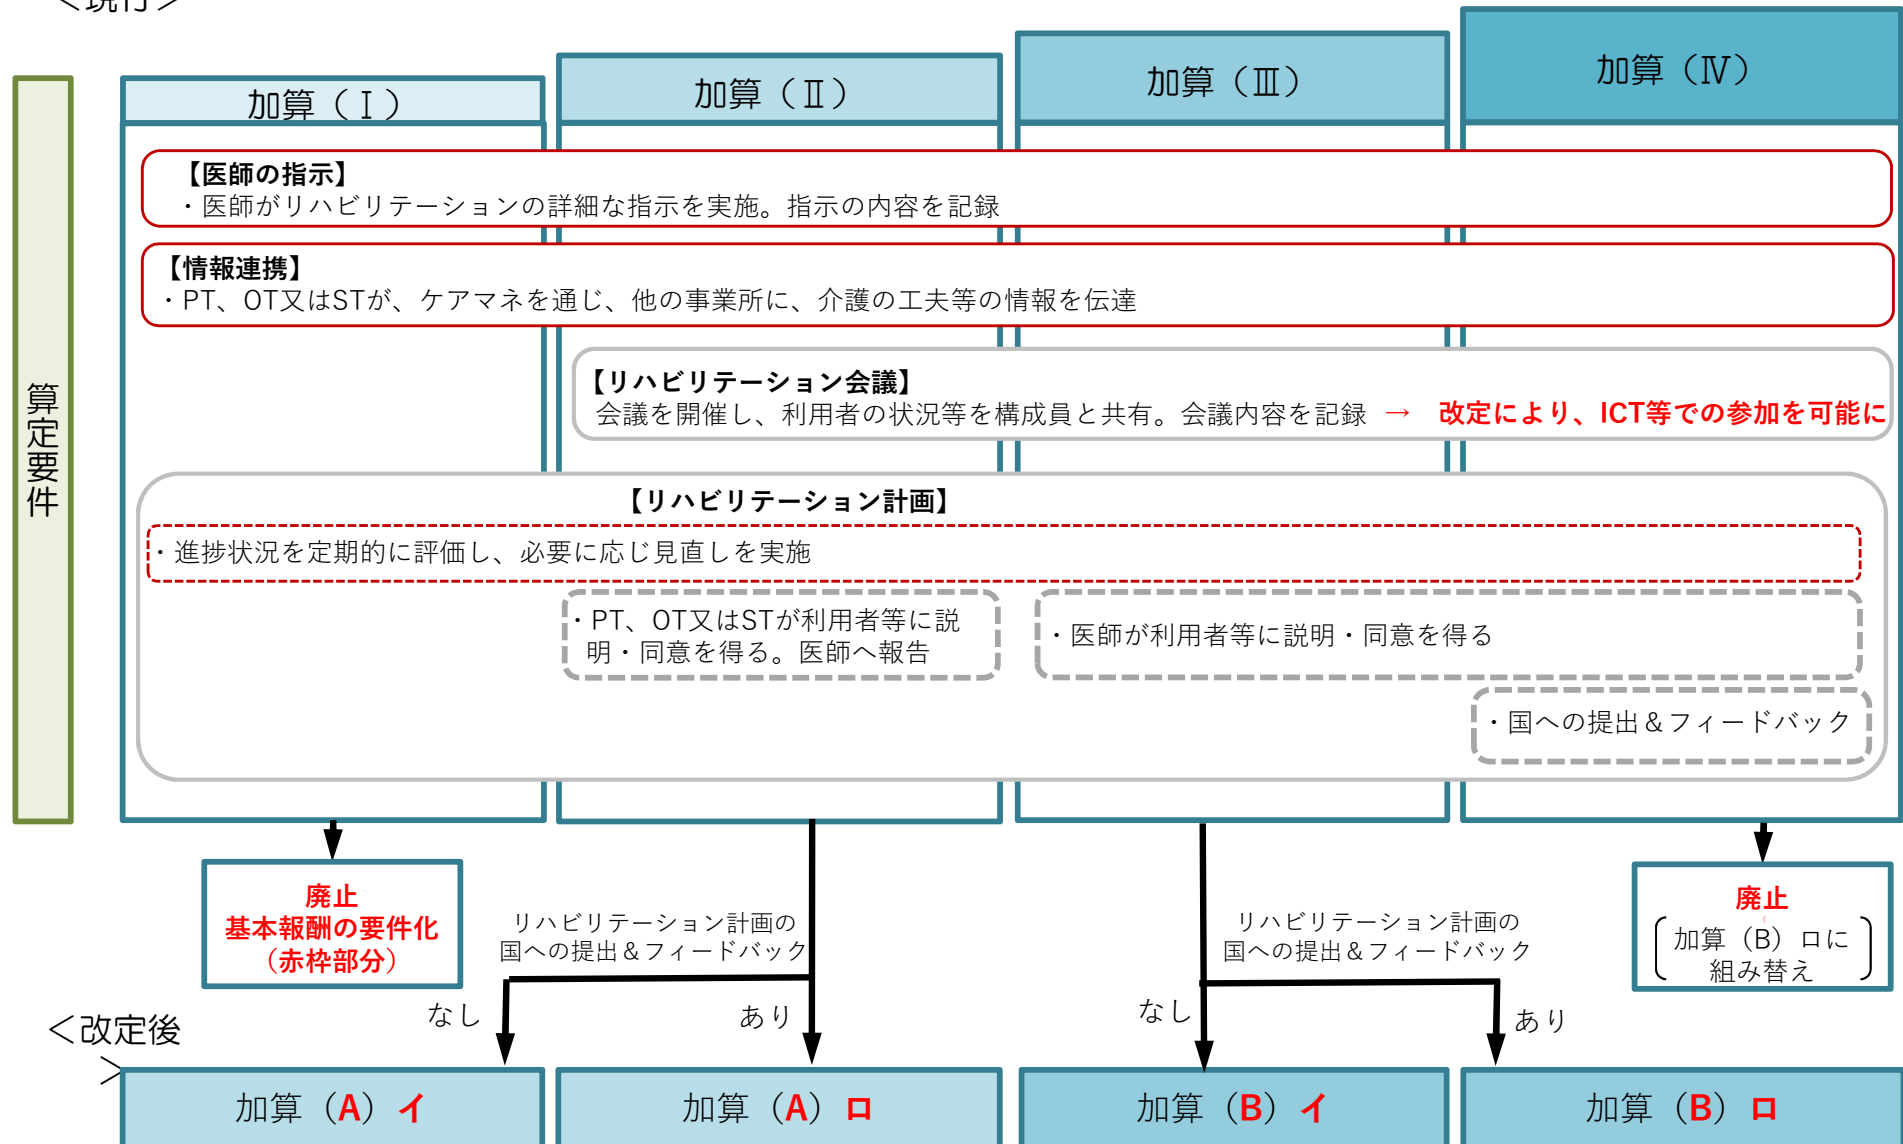 ＜現行＞
加算（Ⅰ）
加算（Ⅱ）
加算（Ⅲ）
加算（Ⅳ）
算定要件
【医師の指示】
・医師がリハビリテーションの詳細な指示を実施。指示の内容を記録
【情報連携】
・PT、OT又はSTが、ケアマネを通じ、他の事業所に、介護の工夫等の情報を伝達
【リハビリテーション会議】
会議を開催し、利用者の状況等を構成員と共有。会議内容を記録 → 改定により、ICT等での参加を可能に
【リハビリテーション計画】
・進捗状況を定期的に評価し、必要に応じ見直しを実施
・PT、OT又はSTが利用者等に説
明・同意を得る。医師へ報告
・医師が利用者等に説明・同意を得る
・国への提出＆フィードバック
廃止
基本報酬の要件化
（赤枠部分）
リハビリテーション計画の
国への提出＆フィードバック
なし
あり
リハビリテーション計画の
国への提出＆フィードバック
なし
あり
廃止
加算（B）ロに
組み替え
＜改定後
＞
加算（A）イ
加算（A）ロ
加算（B）イ
加算（B）ロ